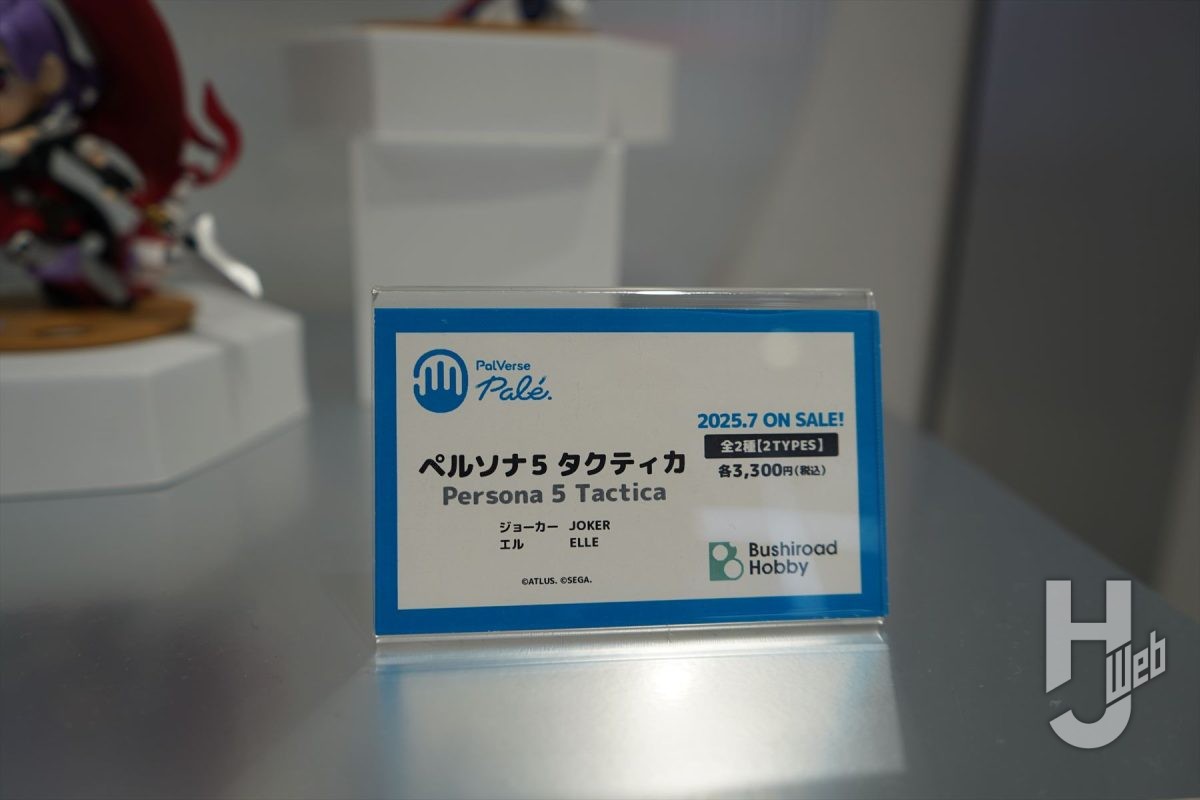 PalVerse
Palé.
2025.7 ON SALE!
全2種【2TYPES】
各3,300円(税込)
ペルソナ5 タクティカ
Persona 5 Tactica
ジョーカー JOKER
エル ELLE
©ATLUS. ©SEGA.
Bushiroad
Hobby
HJ Web